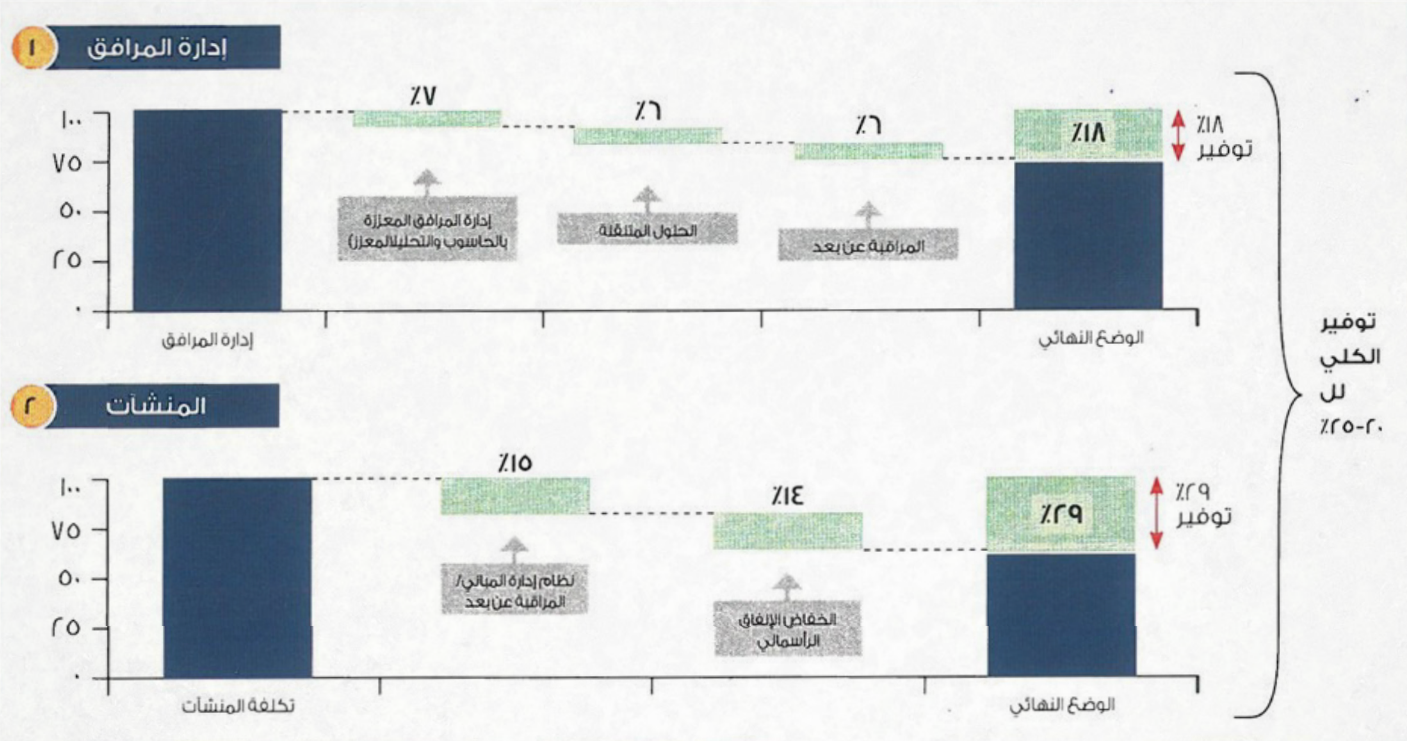 ١
إدارة المرافق
١٠٠
٧٥
٥٠
٢٥
٠
٪٧
٪٦
٪٦
٪١٨
٪١٨
توفير
إدارة المرافق المعززة
بالحاسوب والتحليلالمعزز)
الحلول المتنقلة
المراقبة عن بعد
إدارة المرافق
الوضع النهائي
٢
المنشآت
١٠٠
٧٥
٥٠
٢٥
٠
٪١٥
٪١٤
٪٢٩
٪٢٩
توفير
نظام إدارة المباني/
المراقبة عن بعد
انخفاض الإنفاق
الرأسمالي
تكلفة المنشآت
الوضع النهائي
توفير
الكلي
لل
٪٢٥-٢٠